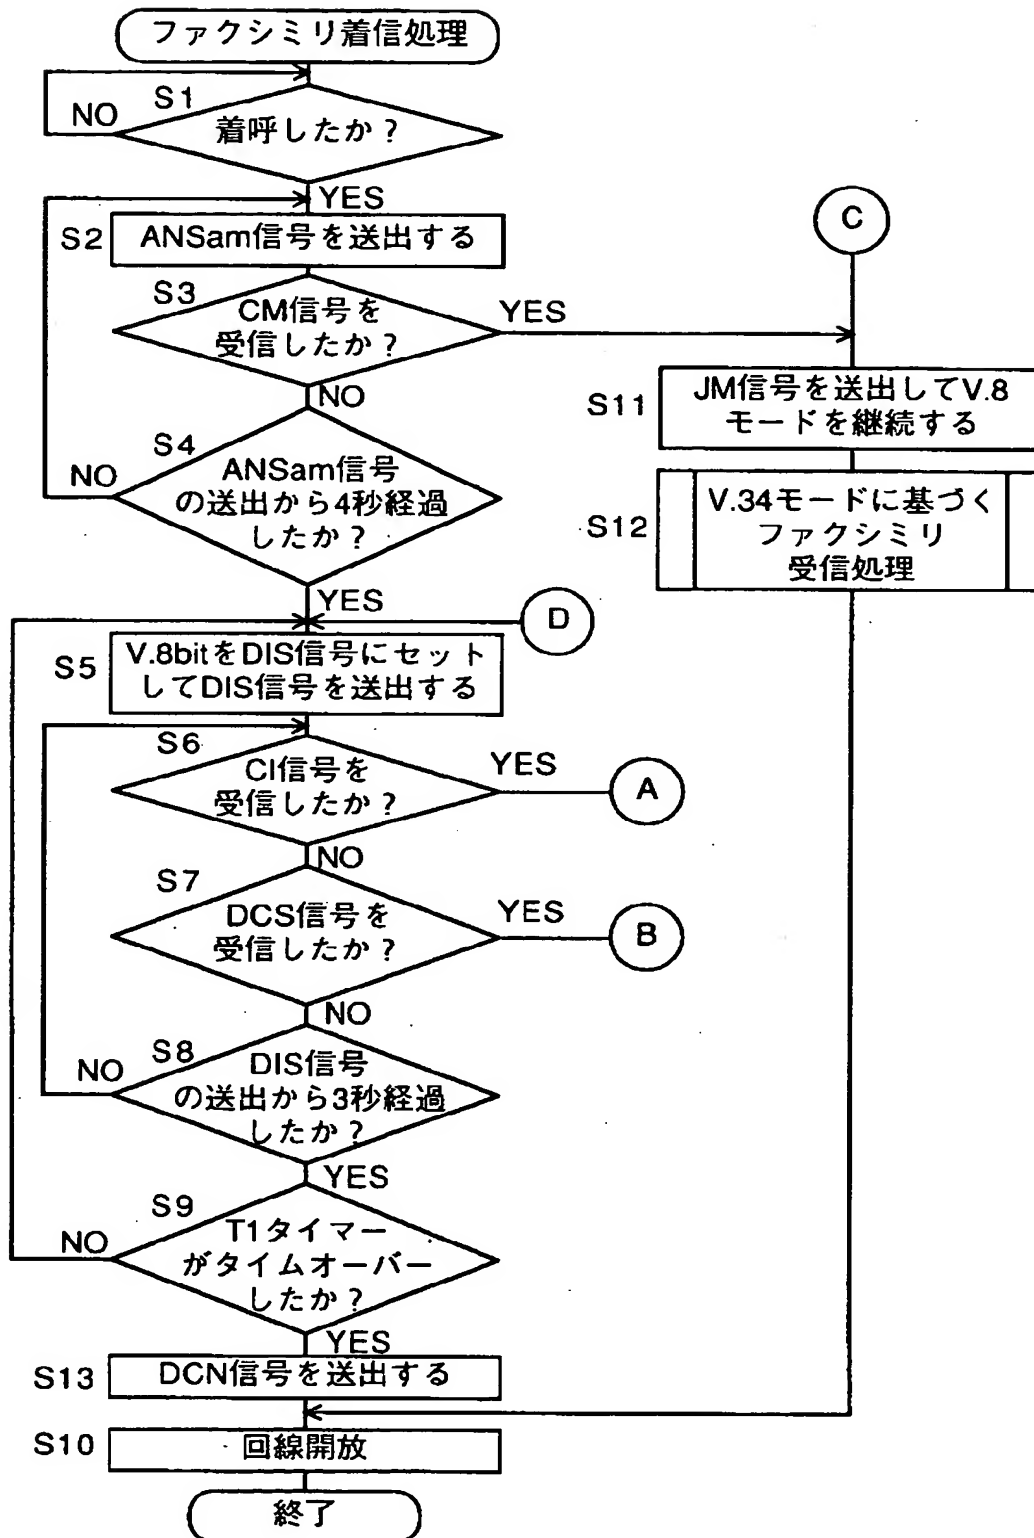 ファクシミリ着信処理
S1
NO
着呼したか？
YES
C
S2
ANSam信号を送出する
S3
CM信号を
受信したか？
YES
NO
S11
JM信号を送出してV.8
モードを継続する
S4
NO
ANSam信号
の送出から4秒経過
したか？
S12
V.34モードに基づく
ファクシミリ
受信処理
YES
D
S5
V.8bitをDIS信号にセット
してDIS信号を送出する
S6
CI信号を
受信したか？
YES
A
NO
S7
DCS信号を
受信したか？
YES
B
NO
S8
NO
DIS信号
の送出から3秒経過
したか？
YES
S9
NO
T1タイマー
がタイムオーバー
したか？
YES
S13
DCN信号を送出する
S10
回線開放
終了